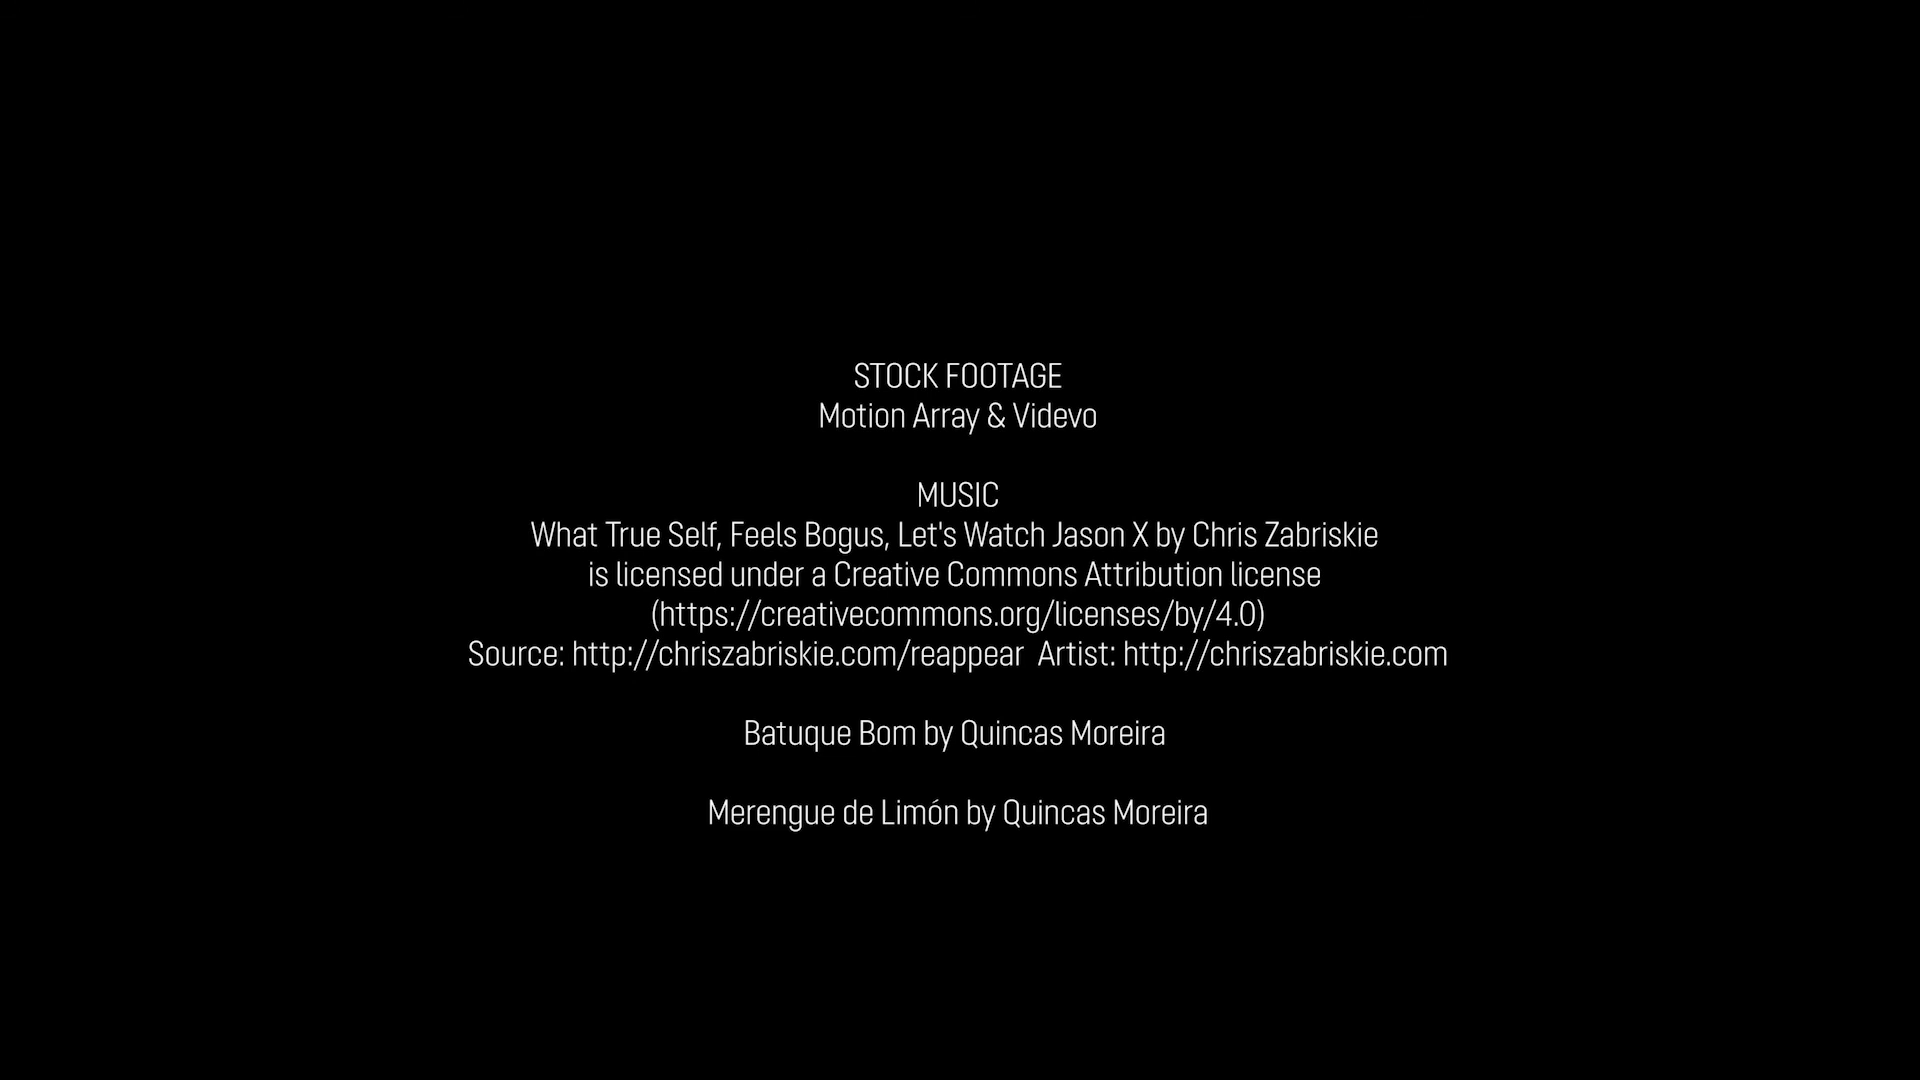 STOCK FOOTAGE
Motion Array & Videvo
MUSIC
What True Self, Feels Bogus, Let's Watch Jason X by Chris Zabriskie
is licensed under a Creative Commons Attribution license
(https://creativecommons.org/licenses/by/4.0)
Source: http://chriszabriskie.com/reappear  Artist: http://chriszabriskie.com
Batuque Bom by Quincas Moreira
Merengue de Limón by Quincas Moreira